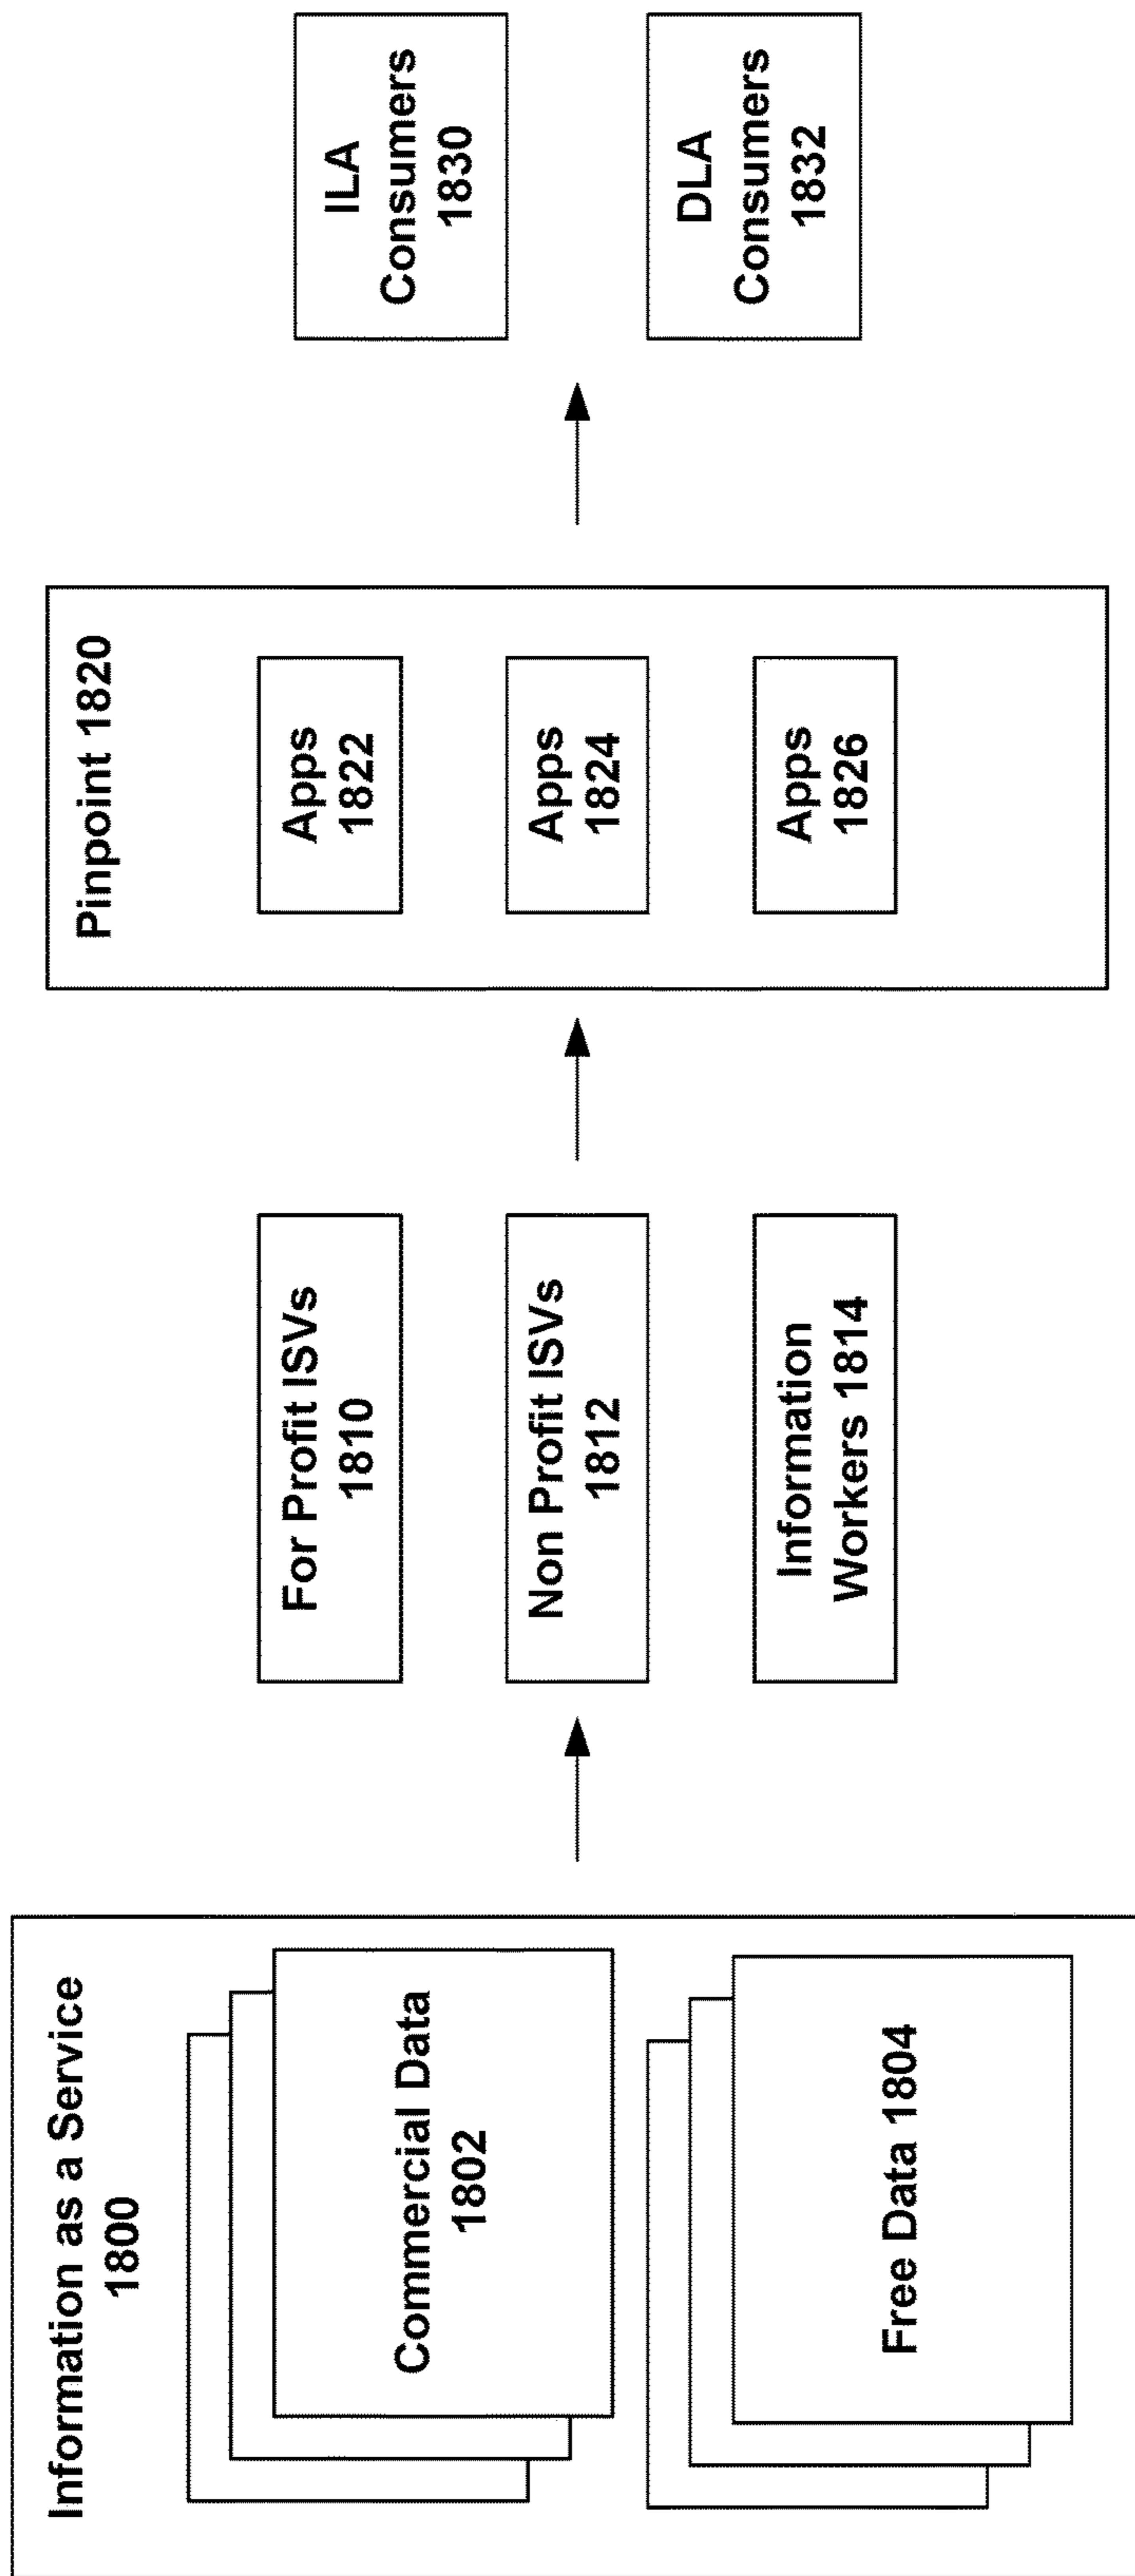 Information as a Service
1800
Commercial Data
1802
Free Data 1804
For Profit ISVs
1810
Non Profit ISVs
1812
Information
Workers 1814
Pinpoint 1820
Apps
1822
Apps
1824
Apps
1826
ILA
Consumers
1830
DLA
Consumers
1832